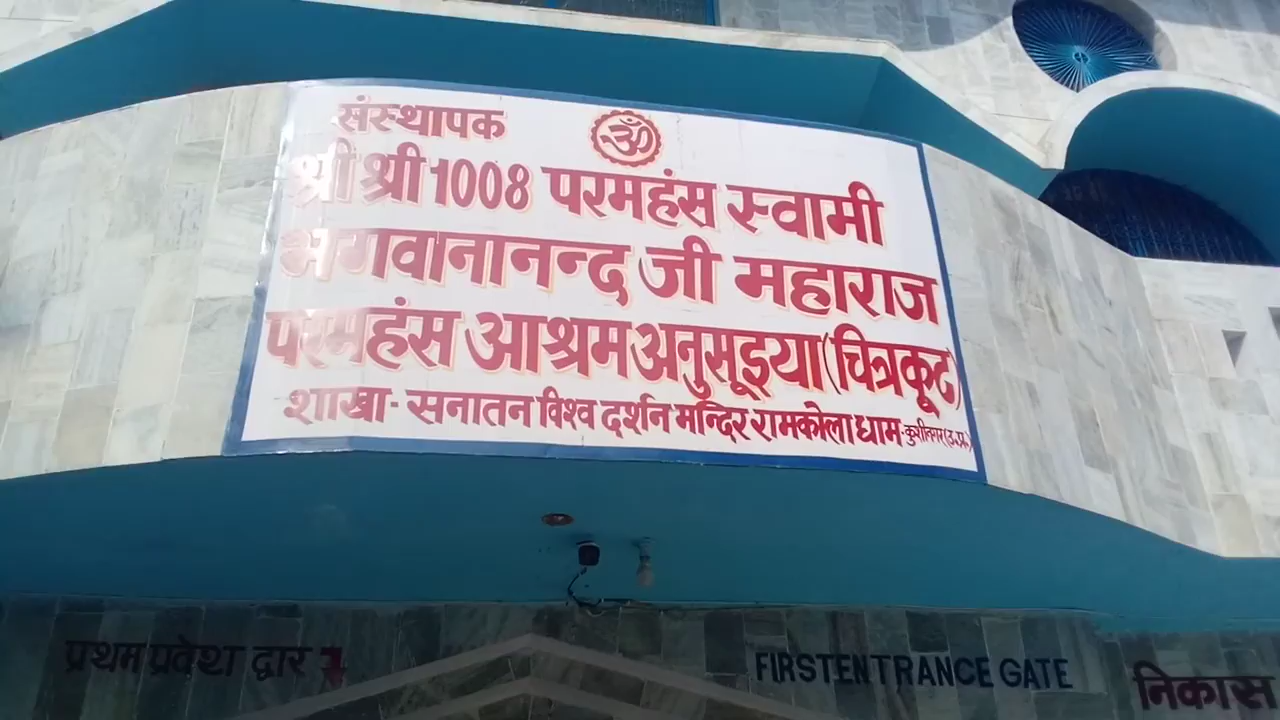 संस्थापक
ॐ
श्री श्री 1008 परमहंस स्वामी
भगवानानन्द जी महाराज
परमहंस आश्रम अनुसूइया (चित्रकूट)
शाखा - सनातन विश्व दर्शन मन्दिर रामकोला धाम - कुशीनगर (उ.प्र.)
प्रथम प्रवेश द्वार
FIRSTENTRANCE GATE
निकास